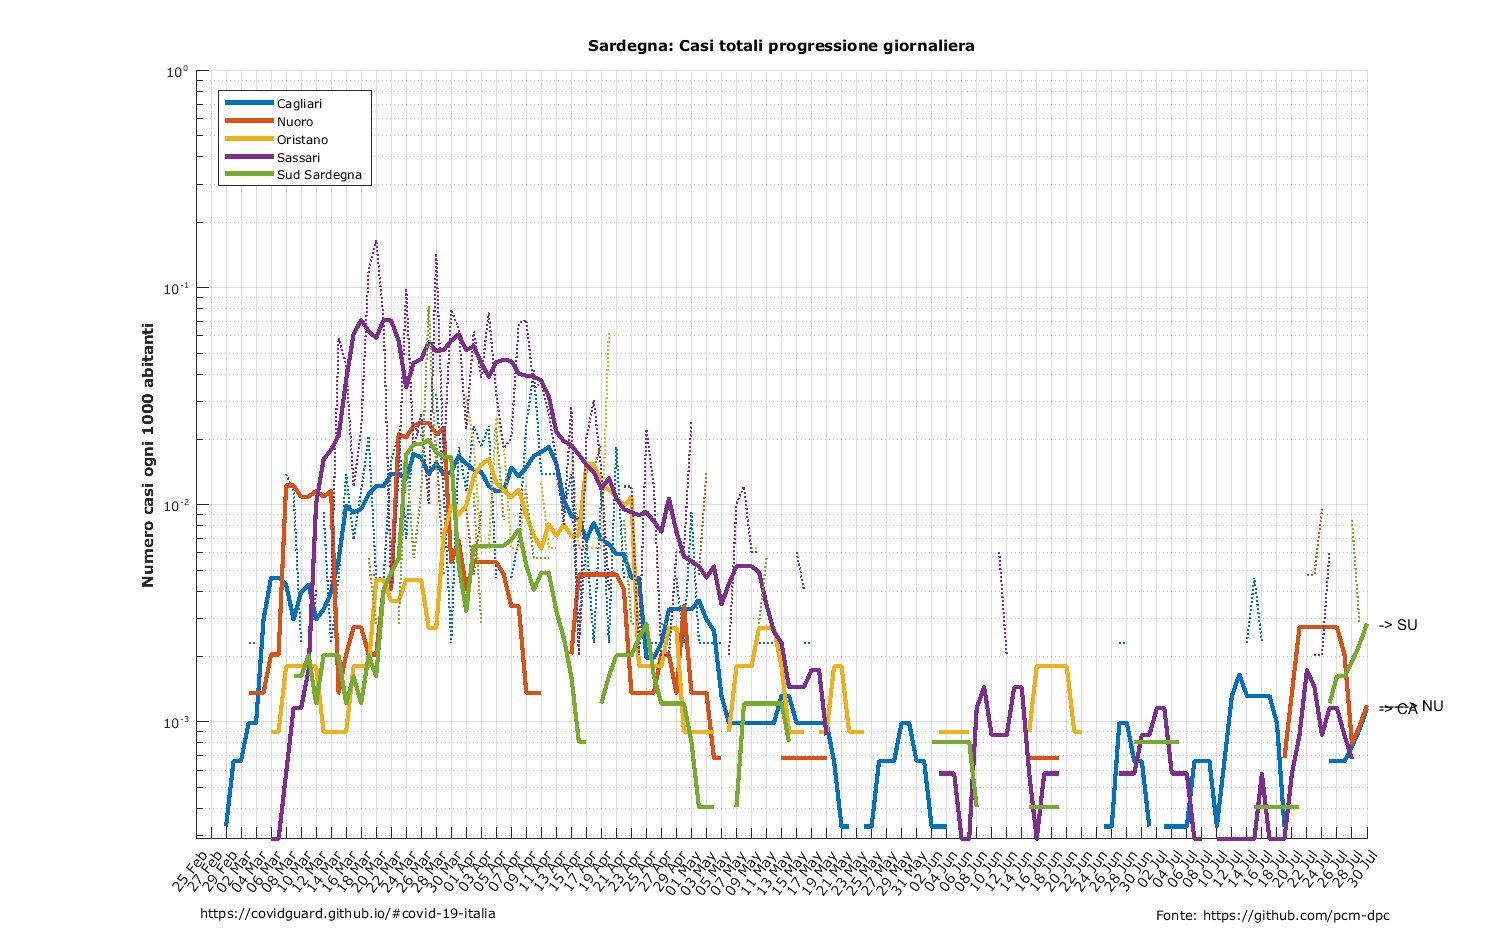 Sardegna: Casi totali progressione giornaliera
10^0
10^-1
10^-2
10^-3
Numero casi ogni 1000 abitanti
Cagliari
Nuoro
Oristano
Sassari
Sud Sardegna
-> SU
-> CA
-> NU
25 Feb
27 Feb
29 Feb
02 Mar
04 Mar
06 Mar
08 Mar
10 Mar
12 Mar
14 Mar
16 Mar
18 Mar
20 Mar
22 Mar
24 Mar
26 Mar
28 Mar
30 Mar
01 Apr
03 Apr
05 Apr
07 Apr
09 Apr
11 Apr
13 Apr
15 Apr
17 Apr
19 Apr
21 Apr
23 Apr
25 Apr
27 Apr
29 Apr
01 May
03 May
05 May
07 May
09 May
11 May
13 May
15 May
17 May
19 May
21 May
23 May
25 May
27 May
29 May
31 May
02 Jun
04 Jun
06 Jun
08 Jun
10 Jun
12 Jun
14 Jun
16 Jun
18 Jun
20 Jun
22 Jun
24 Jun
26 Jun
28 Jun
30 Jun
02 Jul
04 Jul
06 Jul
08 Jul
10 Jul
12 Jul
14 Jul
16 Jul
18 Jul
20 Jul
22 Jul
24 Jul
26 Jul
28 Jul
30 Jul
https://covidguard.github.io/#covid-19-italia
Fonte: https://github.com/pcm-dpc